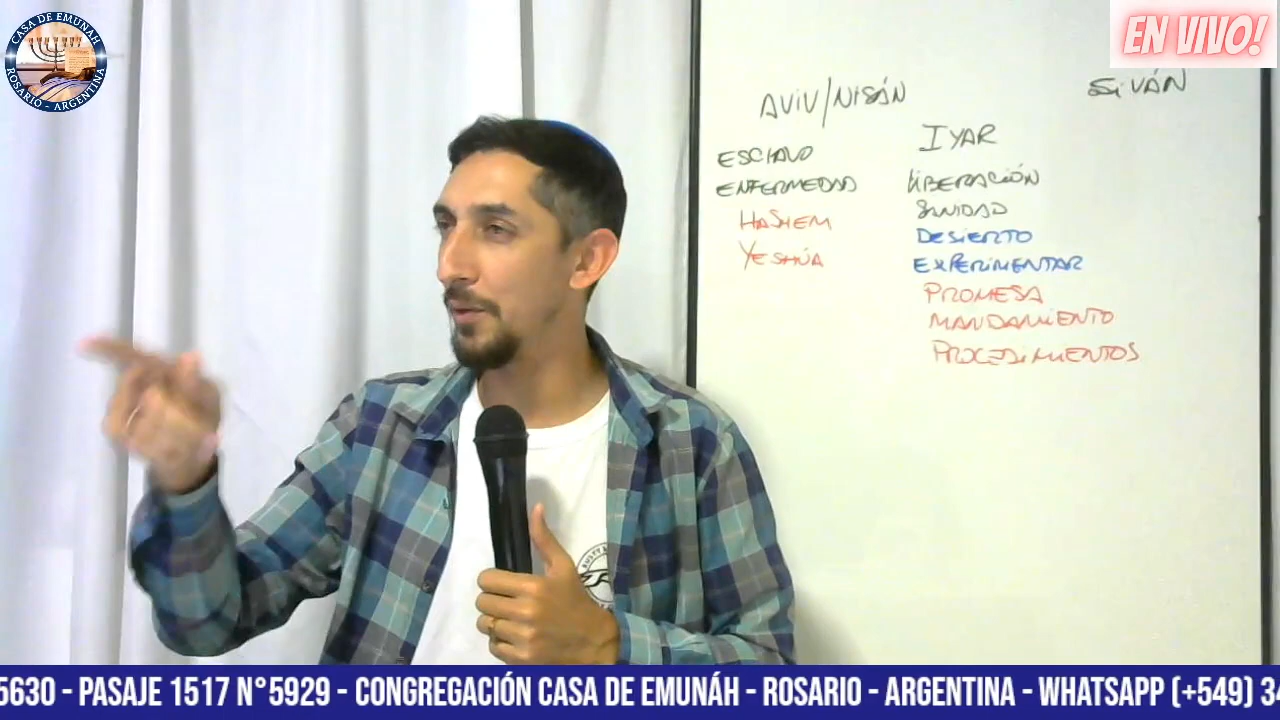 CASA DE EMUNÁH
ROSARIO - ARGENTINA
EN VIVO!
AVIV/NISÁN
SIVÁN
IYAR
ESCLAVO
ENFERMEDAD
HASHEM
YESHÚA
LIBERACIÓN
SANIDAD
DESIERTO
EXPERIMENTAR
PROMESA
MANDAMIENTO
PROCEDIMIENTOS
5630 - PASAJE 1517 N°5929 - CONGREGACIÓN CASA DE EMUNÁH - ROSARIO - ARGENTINA - WHATSAPP (+549) 34